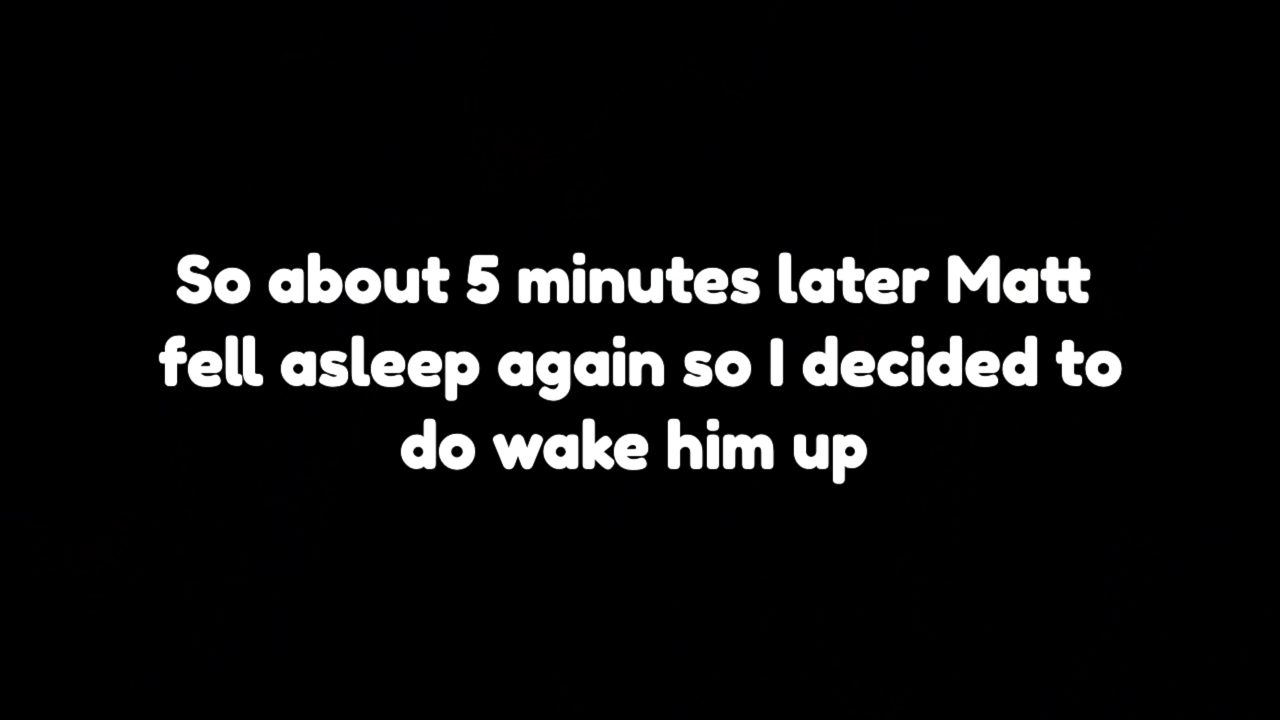 So about 5 minutes later Matt
fell asleep again so I decided to
do wake him up